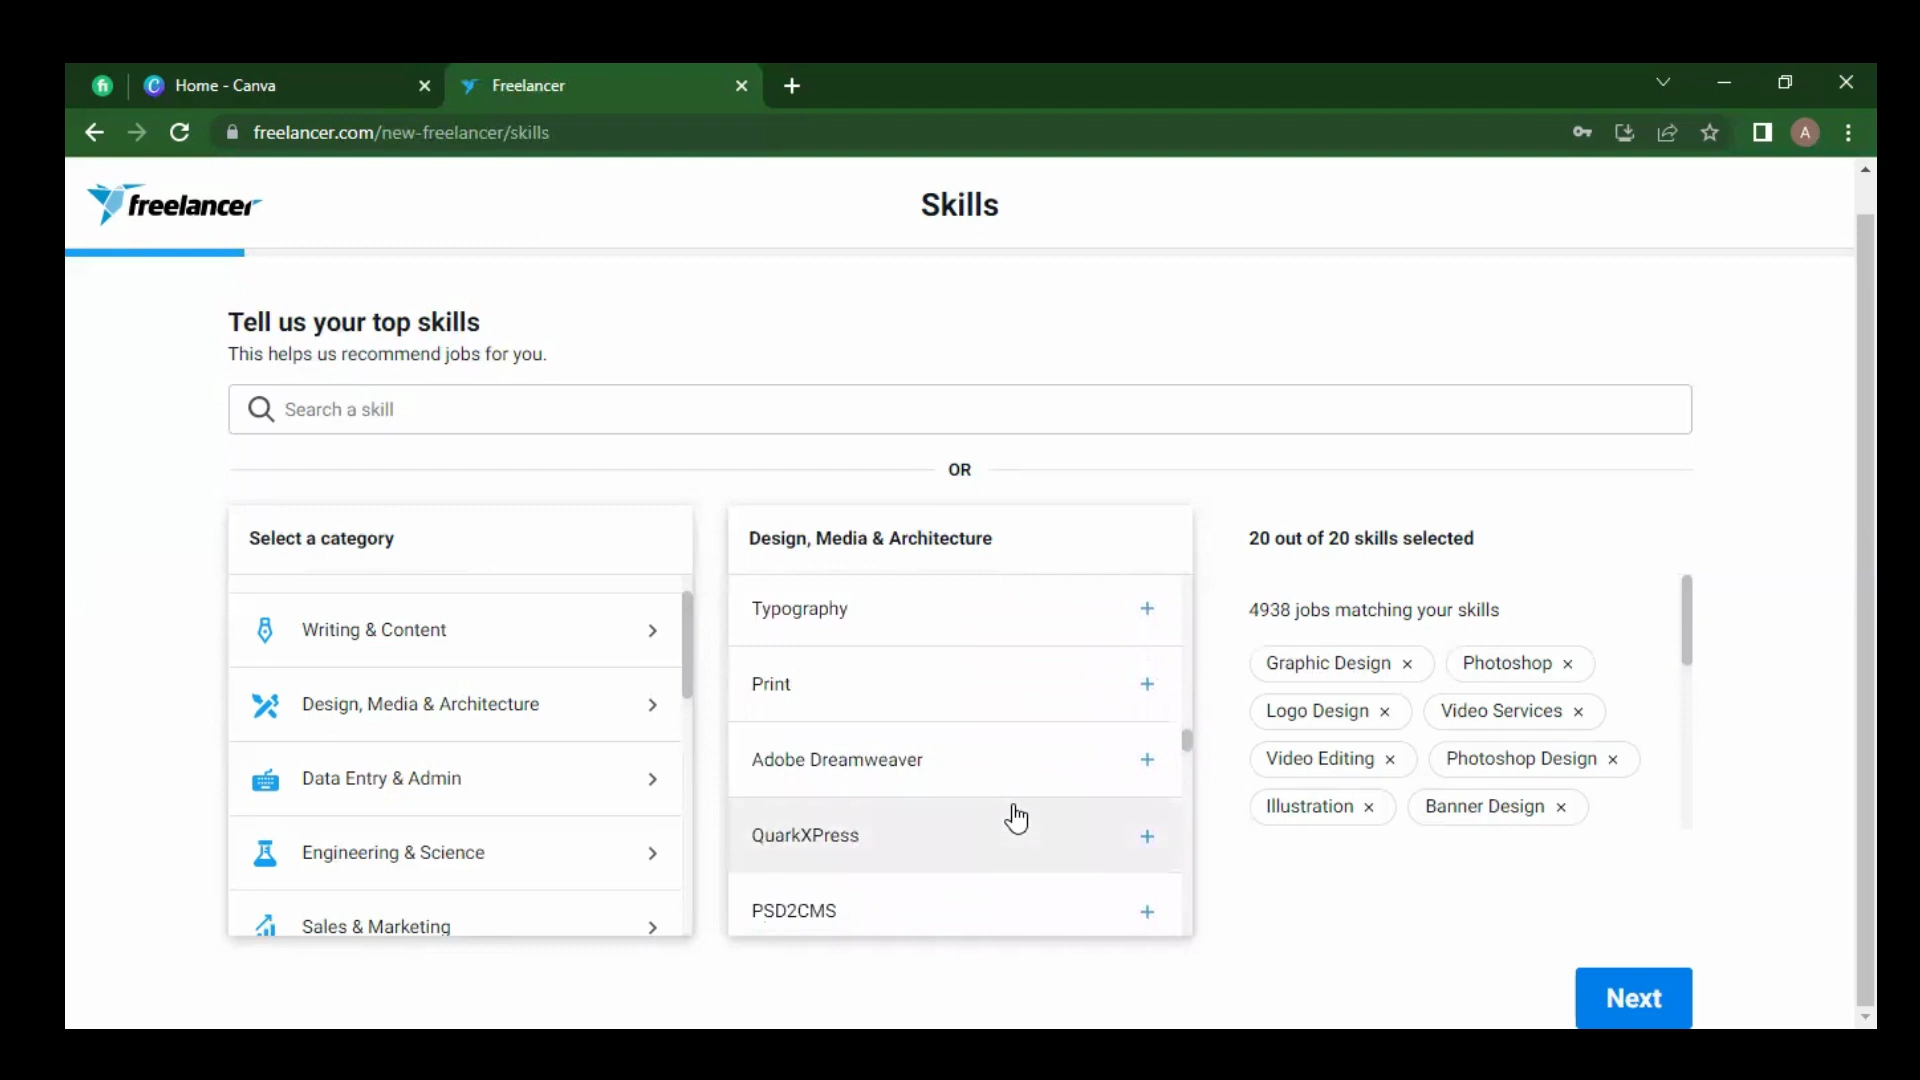 Home - Canva
Freelancer
freelancer.com/new-freelancer/skills
A
freelancer
Skills
Tell us your top skills
This helps us recommend jobs for you.
Search a skill
OR
Select a category
Writing & Content
Design, Media & Architecture
Data Entry & Admin
Engineering & Science
Sales & Marketing
Design, Media & Architecture
Typography
Print
Adobe Dreamweaver
QuarkXPress
PSD2CMS
20 out of 20 skills selected
4938 jobs matching your skills
Graphic Design × Photoshop ×
Logo Design × Video Services ×
Video Editing × Photoshop Design ×
Illustration × Banner Design ×
Next